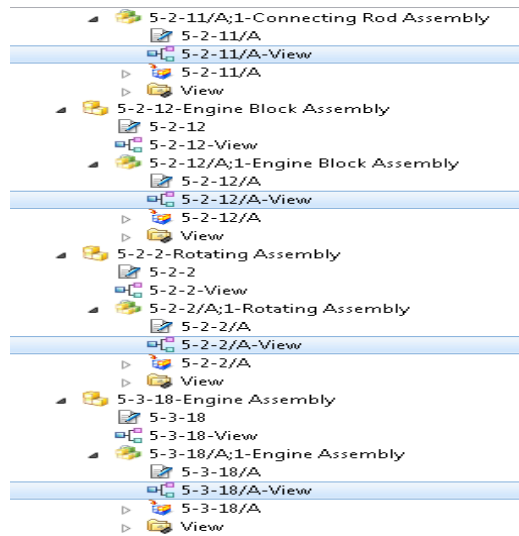 5-2-11/A;1-Connecting Rod Assembly
5-2-11/A
5-2-11/A-View
5-2-11/A
View
5-2-12-Engine Block Assembly
5-2-12
5-2-12-View
5-2-12/A;1-Engine Block Assembly
5-2-12/A
5-2-12/A-View
5-2-12/A
View
5-2-2-Rotating Assembly
5-2-2
5-2-2-View
5-2-2/A;1-Rotating Assembly
5-2-2/A
5-2-2/A-View
5-2-2/A
View
5-3-18-Engine Assembly
5-3-18
5-3-18-View
5-3-18/A;1-Engine Assembly
5-3-18/A
5-3-18/A-View
5-3-18/A
View